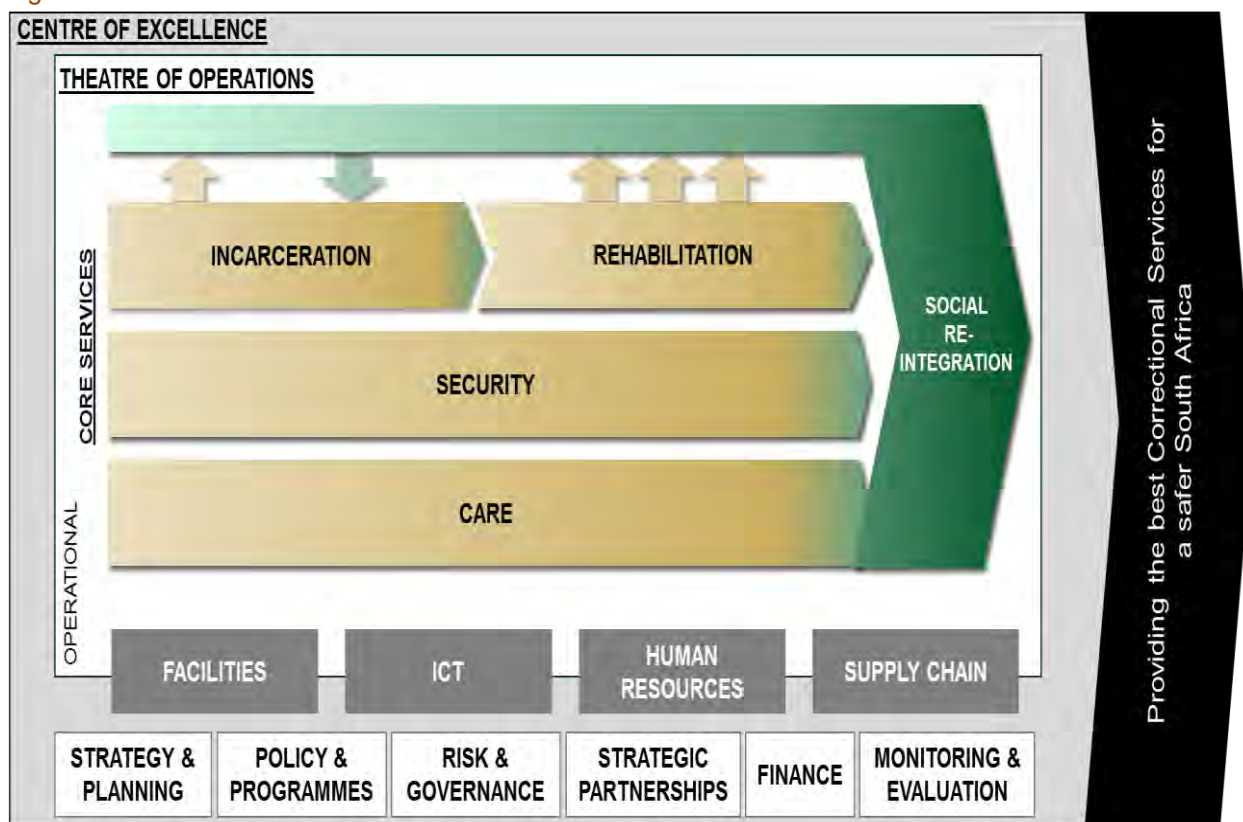 CENTRE OF EXCELLENCE
THEATRE OF OPERATIONS
INCARCERATION
REHABILITATION
SECURITY
CARE
SOCIAL
RE-
INTEGRATION
CORE SERVICES
OPERATIONAL
FACILITIES
ICT
HUMAN
RESOURCES
SUPPLY CHAIN
STRATEGY &
PLANNING
POLICY &
PROGRAMMES
RISK &
GOVERNANCE
STRATEGIC
PARTNERSHIPS
FINANCE
MONITORING &
EVALUATION
Providing the best Correctional Services for
a safer South Africa